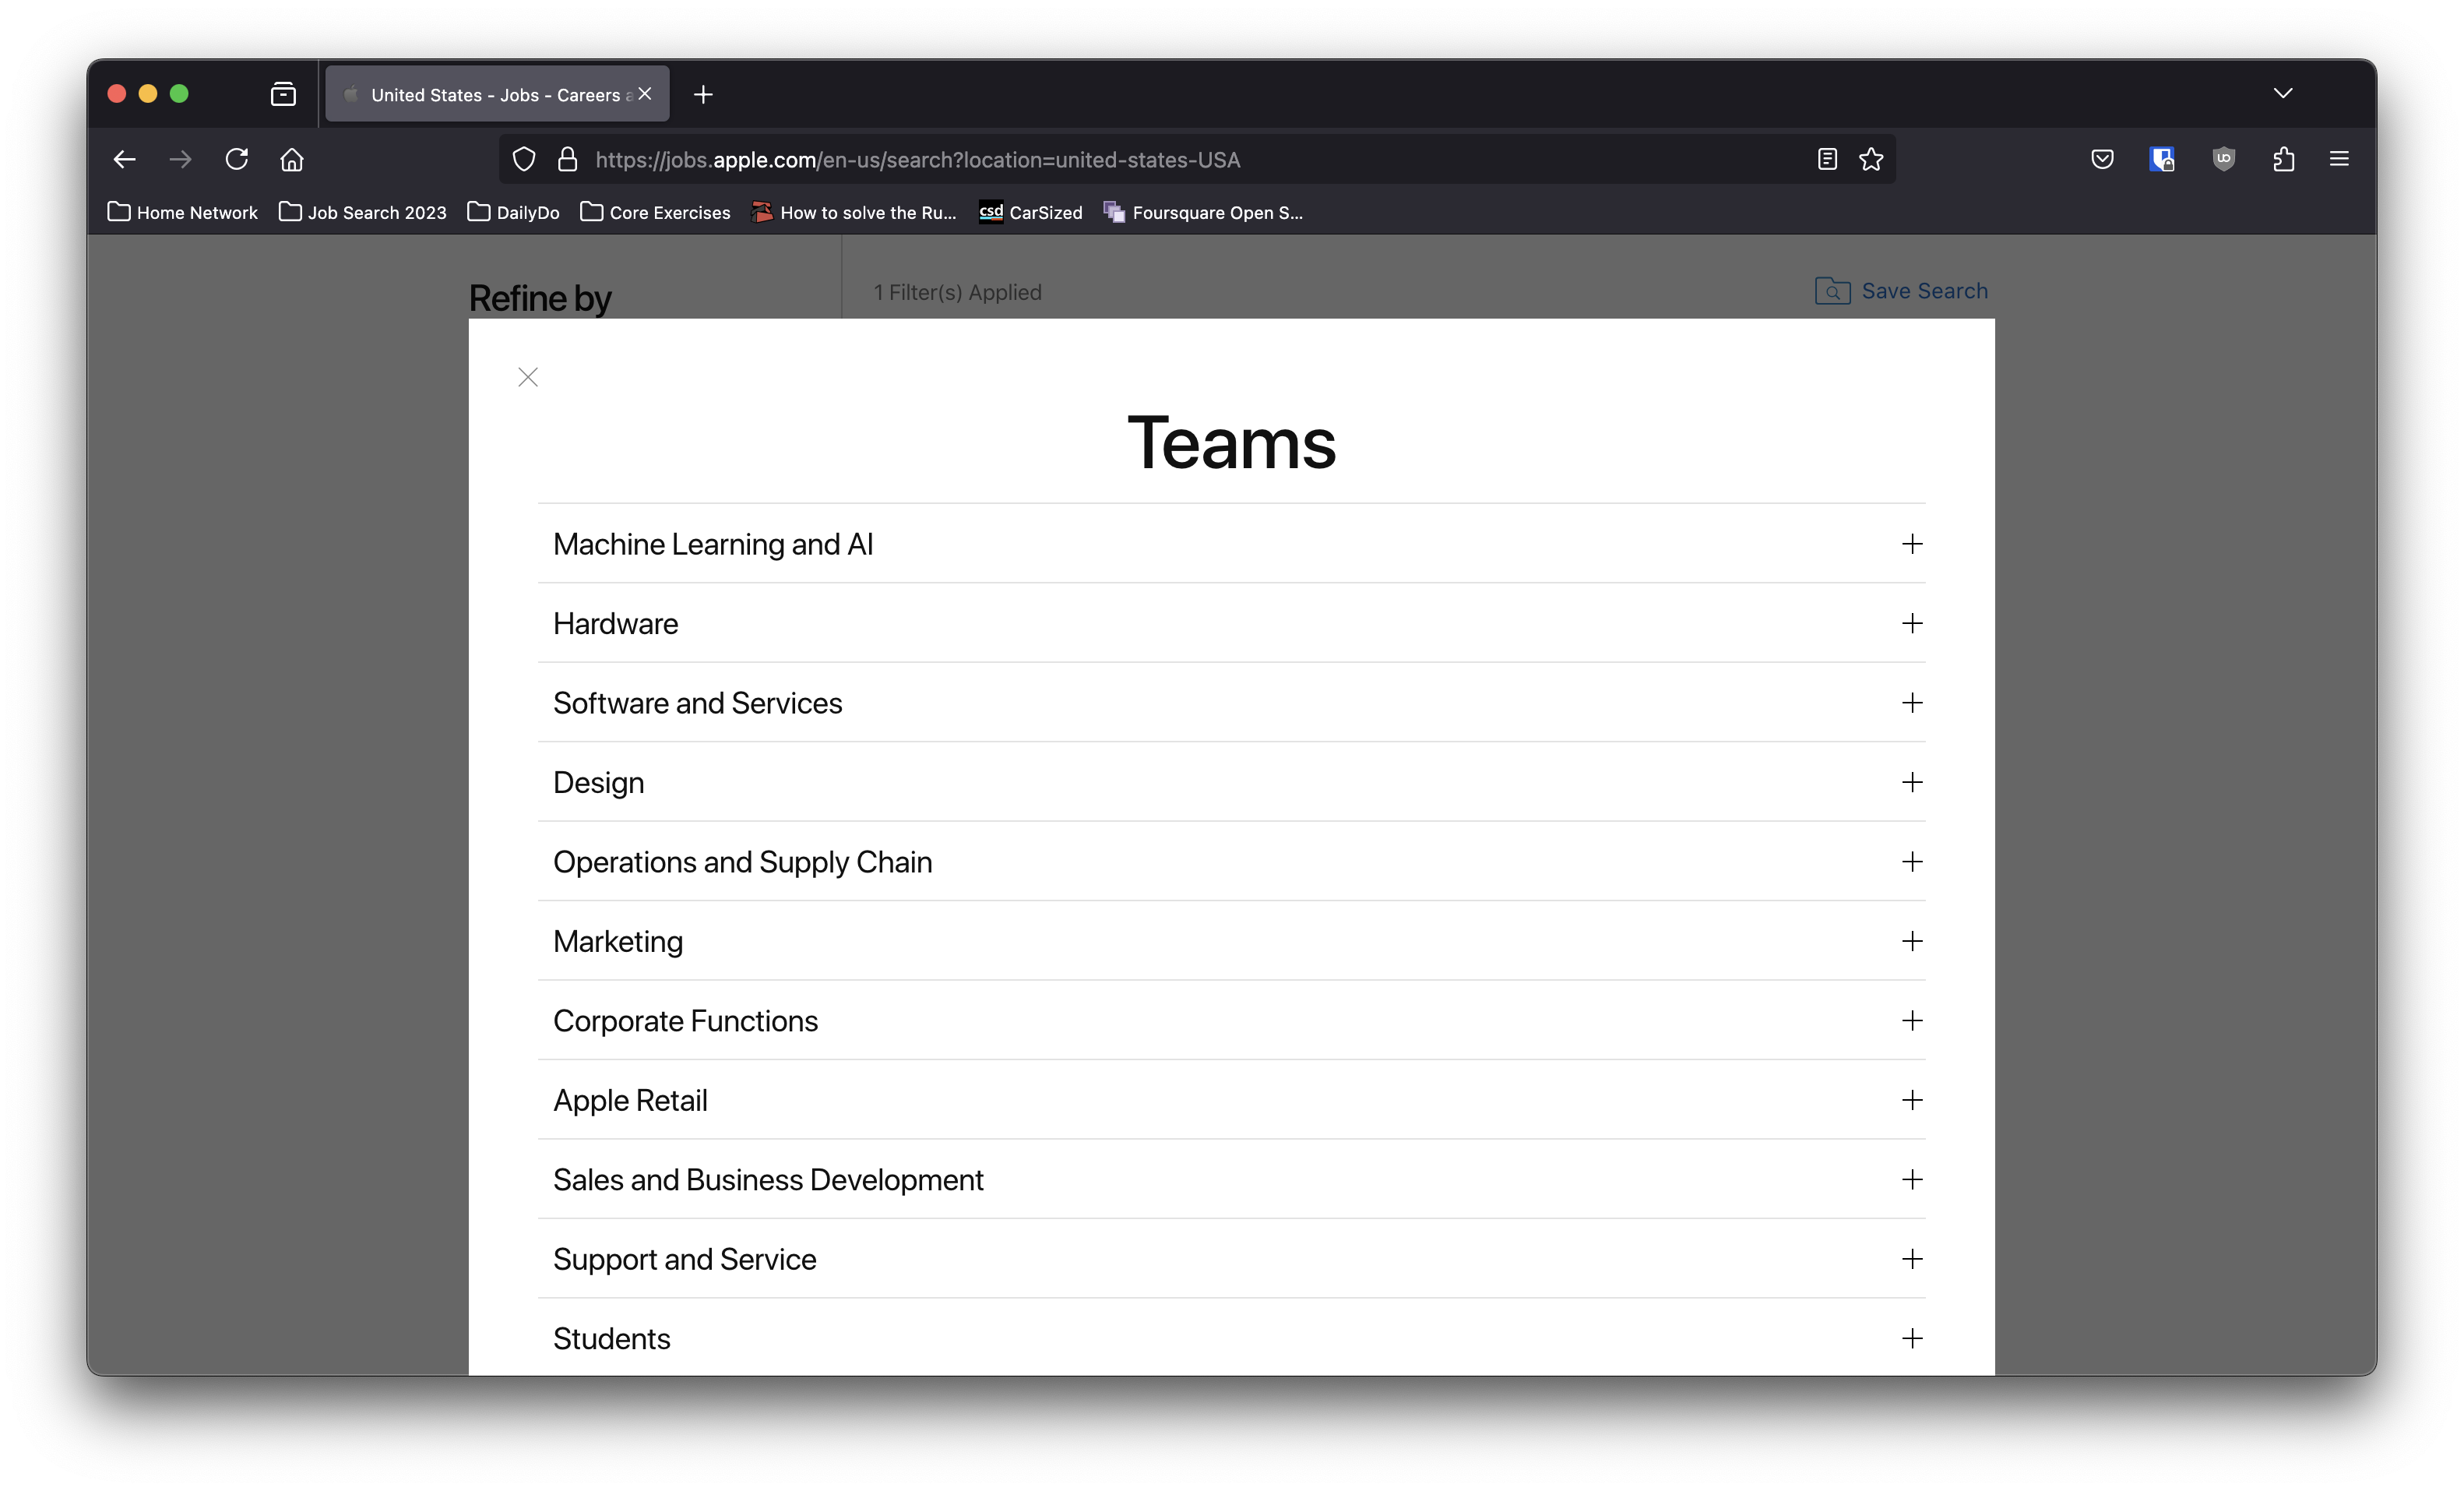 United States - Jobs - Careers
https://jobs.apple.com/en-us/search?location=united-states-USA
Home Network Job Search 2023 DailyDo Core Exercises How to solve the Ru... csd CarSized Foursquare Open S...
Refine by
1 Filter(s) Applied
Save Search
Teams
Machine Learning and AI
Hardware
Software and Services
Design
Operations and Supply Chain
Marketing
Corporate Functions
Apple Retail
Sales and Business Development
Support and Service
Students